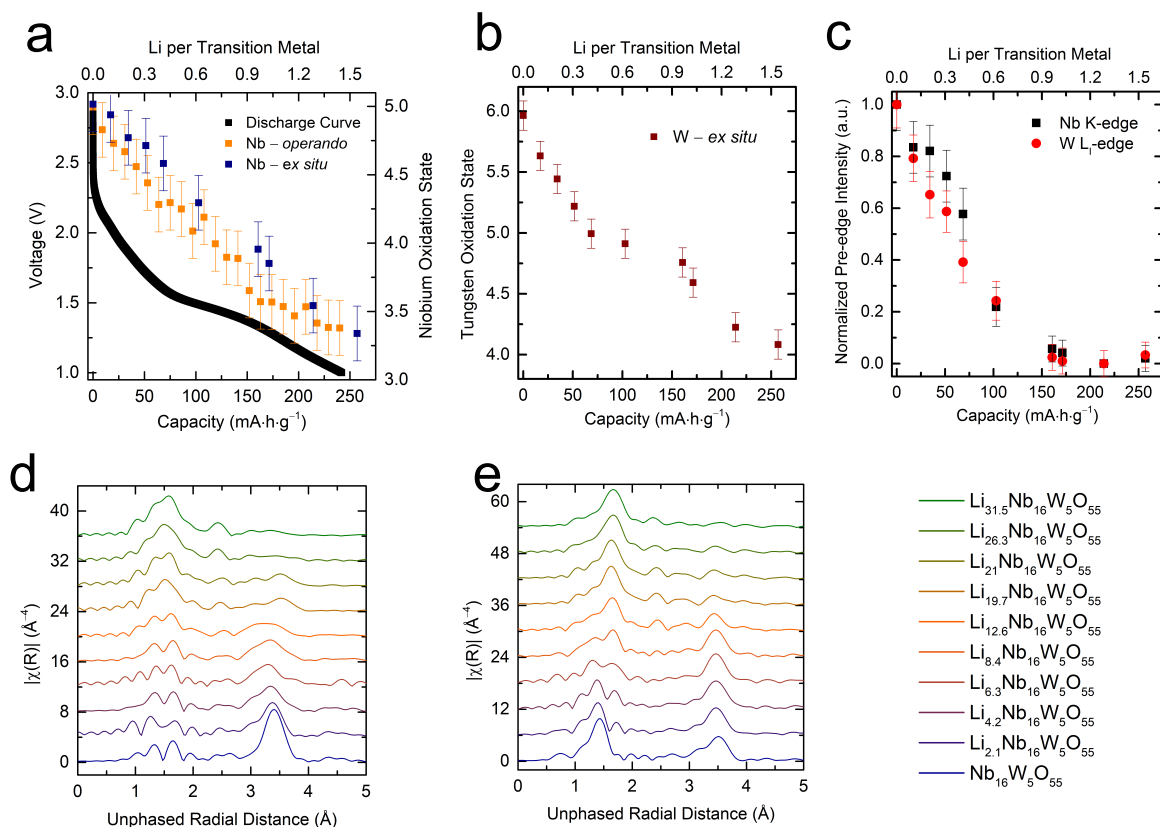 a
Li per Transition Metal
0.0 0.3 0.6 0.9 1.2 1.5
3.0
2.5
2.0
1.5
1.0
Voltage (V)
Discharge Curve
Nb – operando
Nb – ex situ
5.0
4.5
4.0
3.5
3.0
Niobium Oxidation State
0 50 100 150 200 250
Capacity (mA·h·g⁻¹)
b
Li per Transition Metal
0.0 0.3 0.6 0.9 1.2 1.5
6.0
5.5
5.0
4.5
4.0
Tungsten Oxidation State
W – ex situ
0 50 100 150 200 250
Capacity (mA·h·g⁻¹)
c
Li per Transition Metal
0.0 0.3 0.6 0.9 1.2 1.5
1.0
0.8
0.6
0.4
0.2
0.0
Normalized Pre-edge Intensity (a.u.)
Nb K-edge
W L₁-edge
0 50 100 150 200 250
Capacity (mA·h·g⁻¹)
d
40
32
24
16
8
0
|χ(R)| (Å⁻⁴)
0 1 2 3 4 5
Unphased Radial Distance (Å)
e
60
48
36
24
12
0
|χ(R)| (Å⁻⁴)
0 1 2 3 4 5
Unphased Radial Distance (Å)
Li₃₁.₅Nb₁₆W₅O₅₅
Li₂₆.₃Nb₁₆W₅O₅₅
Li₂₁Nb₁₆W₅O₅₅
Li₁₉.₇Nb₁₆W₅O₅₅
Li₁₂.₆Nb₁₆W₅O₅₅
Li₈.₄Nb₁₆W₅O₅₅
Li₆.₃Nb₁₆W₅O₅₅
Li₄.₂Nb₁₆W₅O₅₅
Li₂.₁Nb₁₆W₅O₅₅
Nb₁₆W₅O₅₅